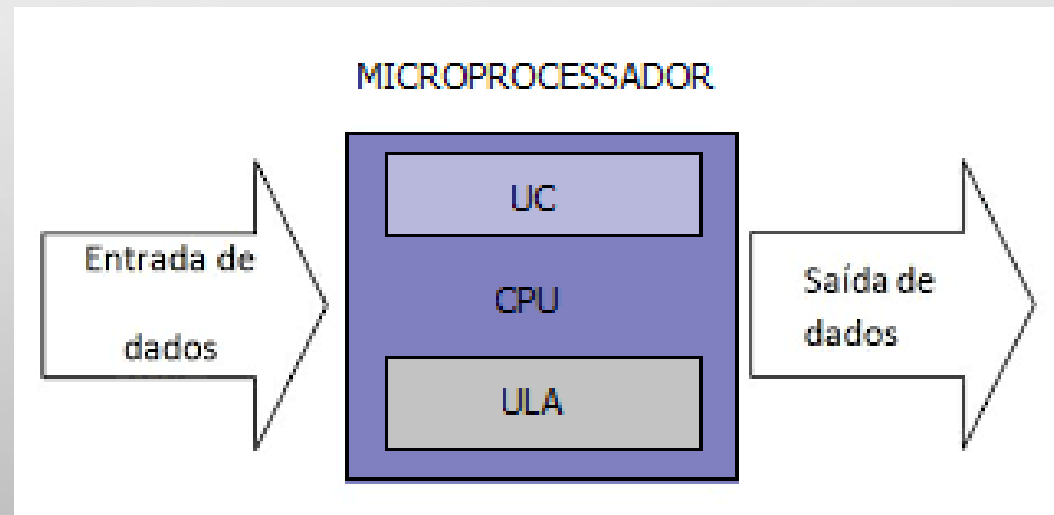 MICROPROCESSADOR
Entrada de
dados
UC
CPU
ULA
Saída de
dados